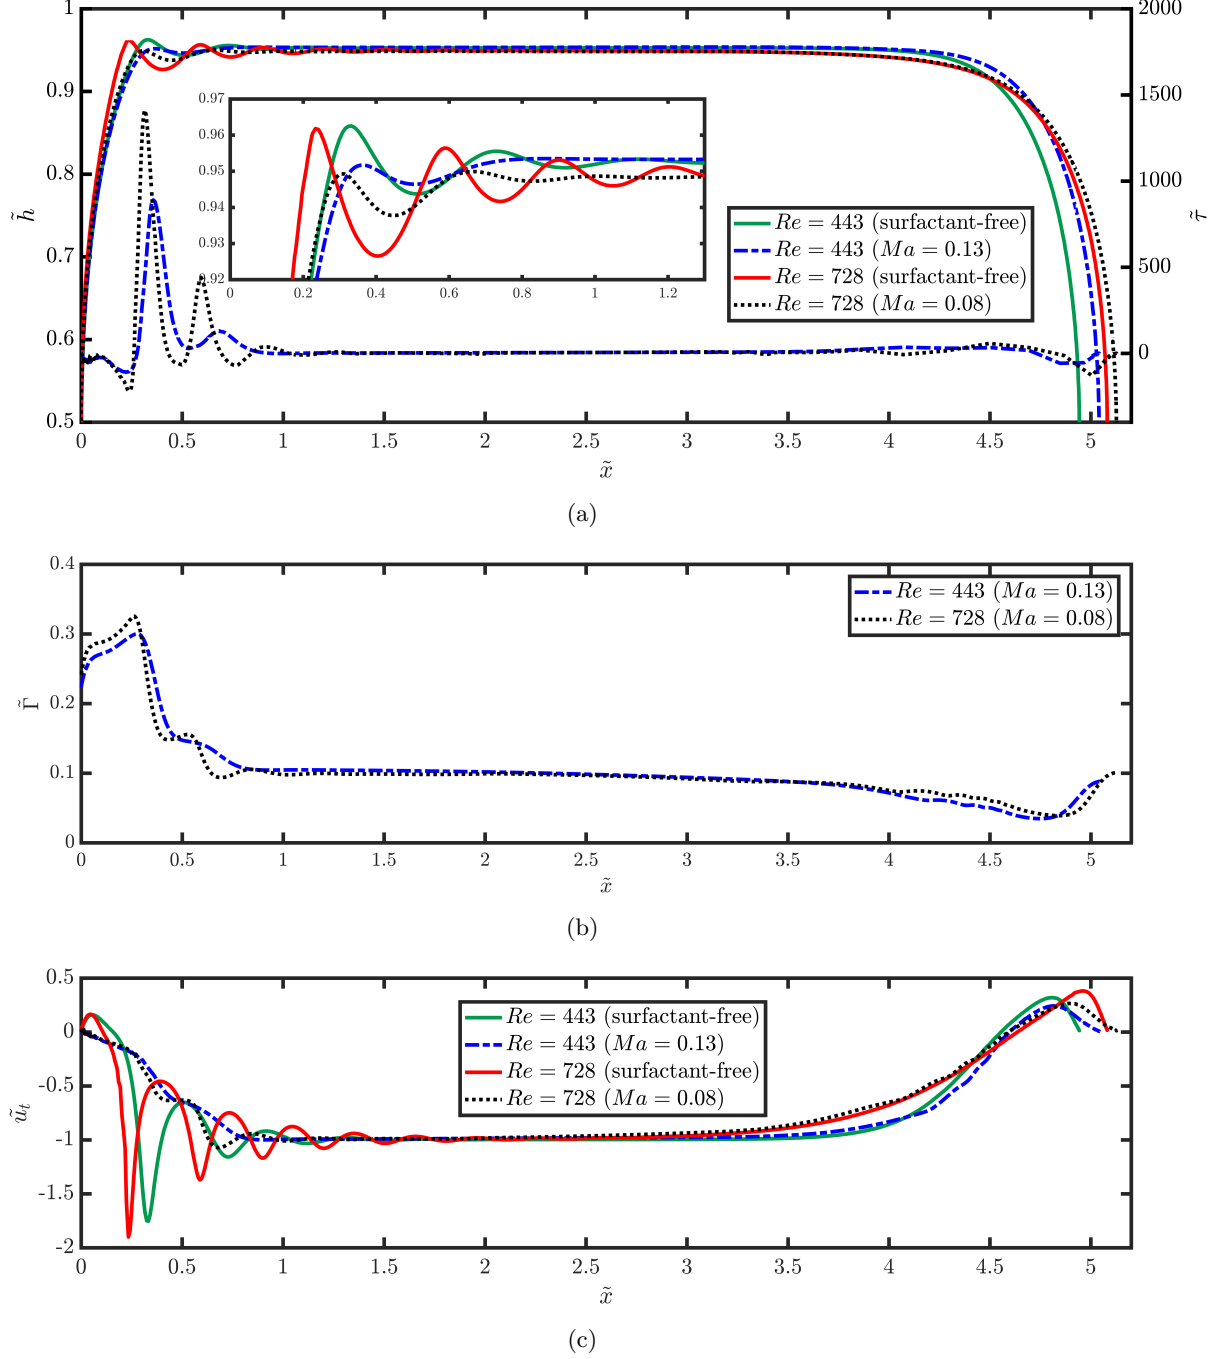 1
0.9
0.8
0.7
0.6
0.5
h̃
2000
1500
1000
500
0
τ̃
0.97
0.96
0.95
0.94
0.93
0.92
0 0.2 0.4 0.6 0.8 1 1.2
Re = 443 (surfactant-free)
Re = 443 (Ma = 0.13)
Re = 728 (surfactant-free)
Re = 728 (Ma = 0.08)
0 0.5 1 1.5 2 2.5 3 3.5 4 4.5 5
x̃
(a)
0.4
0.3
0.2
0.1
0
Γ̃
Re = 443 (Ma = 0.13)
Re = 728 (Ma = 0.08)
0 0.5 1 1.5 2 2.5 3 3.5 4 4.5 5
x̃
(b)
0.5
0
-0.5
-1
-1.5
-2
ũₜ
Re = 443 (surfactant-free)
Re = 443 (Ma = 0.13)
Re = 728 (surfactant-free)
Re = 728 (Ma = 0.08)
0 0.5 1 1.5 2 2.5 3 3.5 4 4.5 5
x̃
(c)